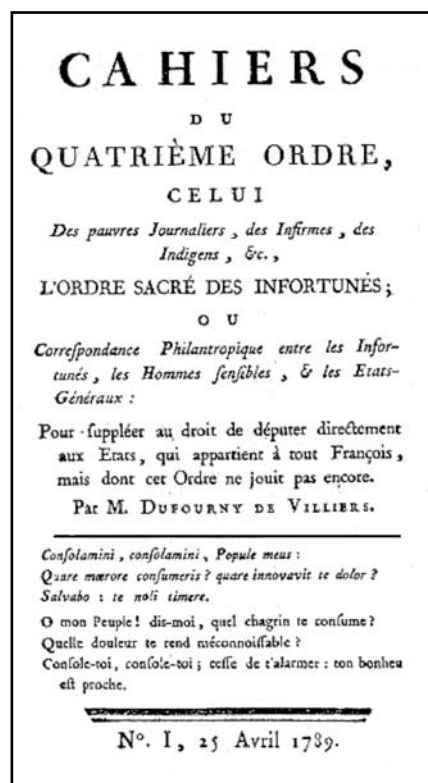 CAHIERS
DU
QUATRIÈME ORDRE,
CELUI
Des pauvres Journaliers, des Infirmes, des
Indigens, &c.,
L'ORDRE SACRÉ DES INFORTUNÉS;
OU
Correſpondance Philantropique entre les Infor-
tunés, les Hommes ſenſibles, & les Etats-
Généraux :
Pour ſuppléer au droit de députer directement
aux Etats, qui appartient à tout François,
mais dont cet Ordre ne jouit pas encore.
Par M. DUFOURNY DE VILLIERS.
Conſolamini, conſolamini, Popule meus :
Quare mœrore conſumeris ? quare innovavit te dolor ?
Salvabo : te noli timere.
O mon Peuple! dis-moi, quel chagrin te conſume ?
Quelle douleur te rend méconnoiſſable ?
Conſole-toi, conſole-toi ; ceſſe de t'alarmer : ton bonheu
eſt proche.
N°. I, 25 Avril 1789.